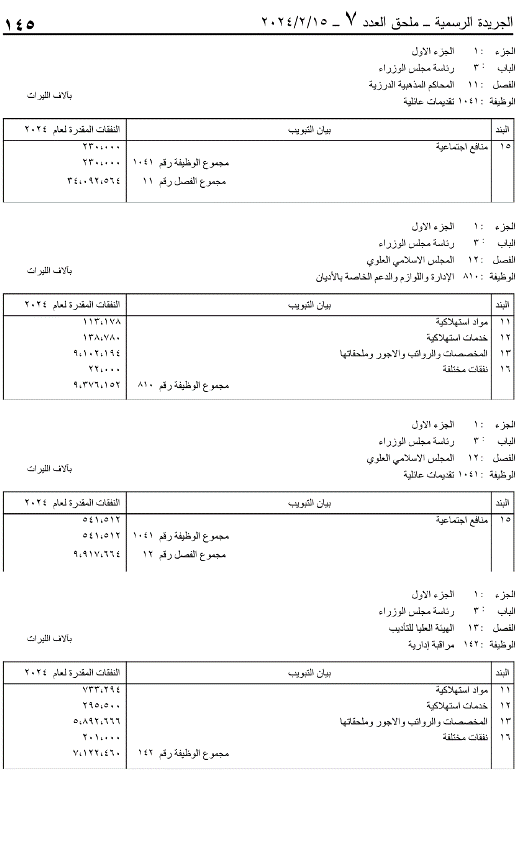 الجريدة الرسمية – ملحق العدد ٧ – ٢٠٢٤/٢/١٥ ١٤٥
الجزء : ١ الجزء الاول
الباب : ٣ رئاسة مجلس الوزراء
الفصل : ١١ المحاكم المذهبية الدرزية
الوظيفة : ١٠٤١ تقديمات عائلية
بآلاف الليرات
البند بيان التبويب النفقات المقدرة لعام ٢٠٢٤
١٥ منافع اجتماعية ٢٣٠،٠٠٠
مجموع الوظيفة رقم ١٠٤١ ٢٣٠،٠٠٠
مجموع الفصل رقم ١١ ٣٤،٠٩٢،٥٦٤
الجزء : ١ الجزء الاول
الباب : ٣ رئاسة مجلس الوزراء
الفصل : ١٢ المجلس الاسلامي العلوي
الوظيفة : ٨١٠ الإدارة واللوازم والدعم الخاصة بالأديان
بآلاف الليرات
البند بيان التبويب النفقات المقدرة لعام ٢٠٢٤
١١ مواد استهلاكية ١١٣،١٧٨
١٢ خدمات استهلاكية ١٣٨،٧٨٠
١٣ المخصصات والرواتب والاجور وملحقاتها ٩،١٠٢،١٩٤
١٦ نفقات مختلفة ٢٢،٠٠٠
مجموع الوظيفة رقم ٨١٠ ٩،٣٧٦،١٥٢
الجزء : ١ الجزء الاول
الباب : ٣ رئاسة مجلس الوزراء
الفصل : ١٢ المجلس الاسلامي العلوي
الوظيفة : ١٠٤١ تقديمات عائلية
بآلاف الليرات
البند بيان التبويب النفقات المقدرة لعام ٢٠٢٤
١٥ منافع اجتماعية ٥٤١،٥١٢
مجموع الوظيفة رقم ١٠٤١ ٥٤١،٥١٢
مجموع الفصل رقم ١٢ ٩،٩١٧،٦٦٤
الجزء : ١ الجزء الاول
الباب : ٣ رئاسة مجلس الوزراء
الفصل : ١٣ الهيئة العليا للتأديب
الوظيفة : ١٤٢ مراقبة إدارية
بآلاف الليرات
البند بيان التبويب النفقات المقدرة لعام ٢٠٢٤
١١ مواد استهلاكية ٧٣٣،٢٩٤
١٢ خدمات استهلاكية ٢٩٥،٥٠٠
١٣ المخصصات والرواتب والاجور وملحقاتها ٥،٨٩٢،٦٦٦
١٦ نفقات مختلفة ٢٠١،٠٠٠
مجموع الوظيفة رقم ١٤٢ ٧،١٢٢،٤٦٠